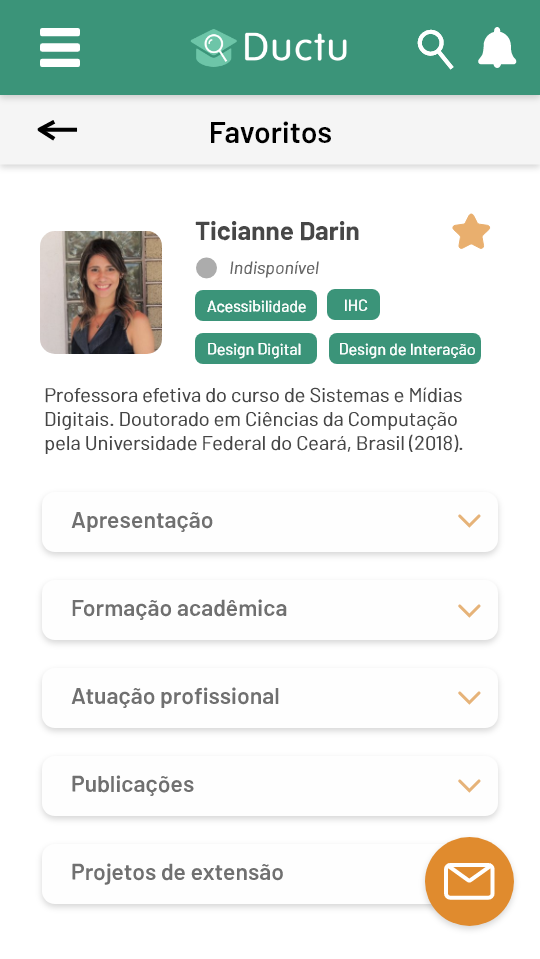 Ductu
Favoritos
Ticianne Darin
Indisponível
Acessibilidade
IHC
Design Digital
Design de Interação
Professora efetiva do curso de Sistemas e Mídias
Digitais. Doutorado em Ciências da Computação
pela Universidade Federal do Ceará, Brasil (2018).
Apresentação
Formação acadêmica
Atuação profissional
Publicações
Projetos de extensão